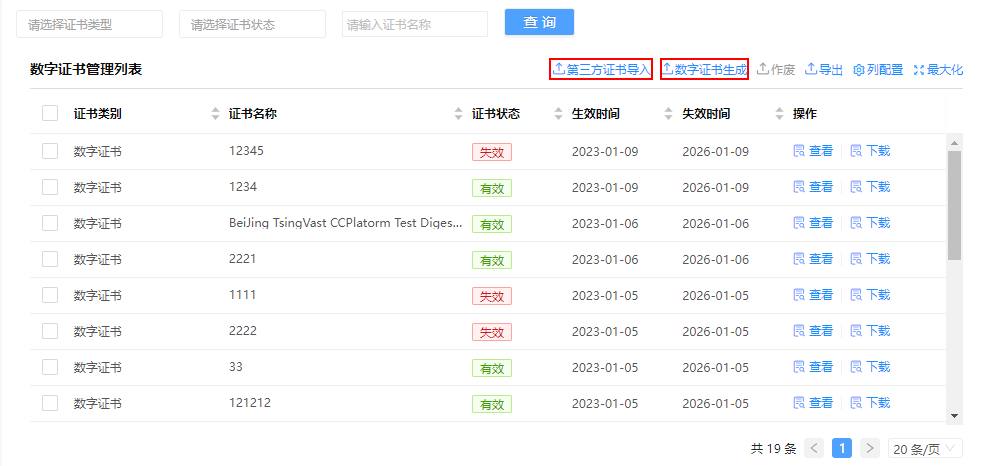 请选择证书类型 请选择证书状态 请输入证书名称 查 询
数字证书管理列表 第三方证书导入 数字证书生成 作废 导出 列配置 最大化
证书类别 证书名称 证书状态 生效时间 失效时间 操作
数字证书 12345 失效 2023-01-09 2026-01-09 查看 下载
数字证书 1234 有效 2023-01-09 2026-01-09 查看 下载
数字证书 BeiJing TsingVast CCPlatorm Test Diges... 有效 2023-01-06 2026-01-06 查看 下载
数字证书 2221 有效 2023-01-06 2026-01-06 查看 下载
数字证书 1111 失效 2023-01-05 2026-01-05 查看 下载
数字证书 2222 失效 2023-01-05 2026-01-05 查看 下载
数字证书 33 有效 2023-01-05 2026-01-05 查看 下载
数字证书 121212 有效 2023-01-05 2026-01-05 查看 下载
共 19 条 < 1 > 20 条/页